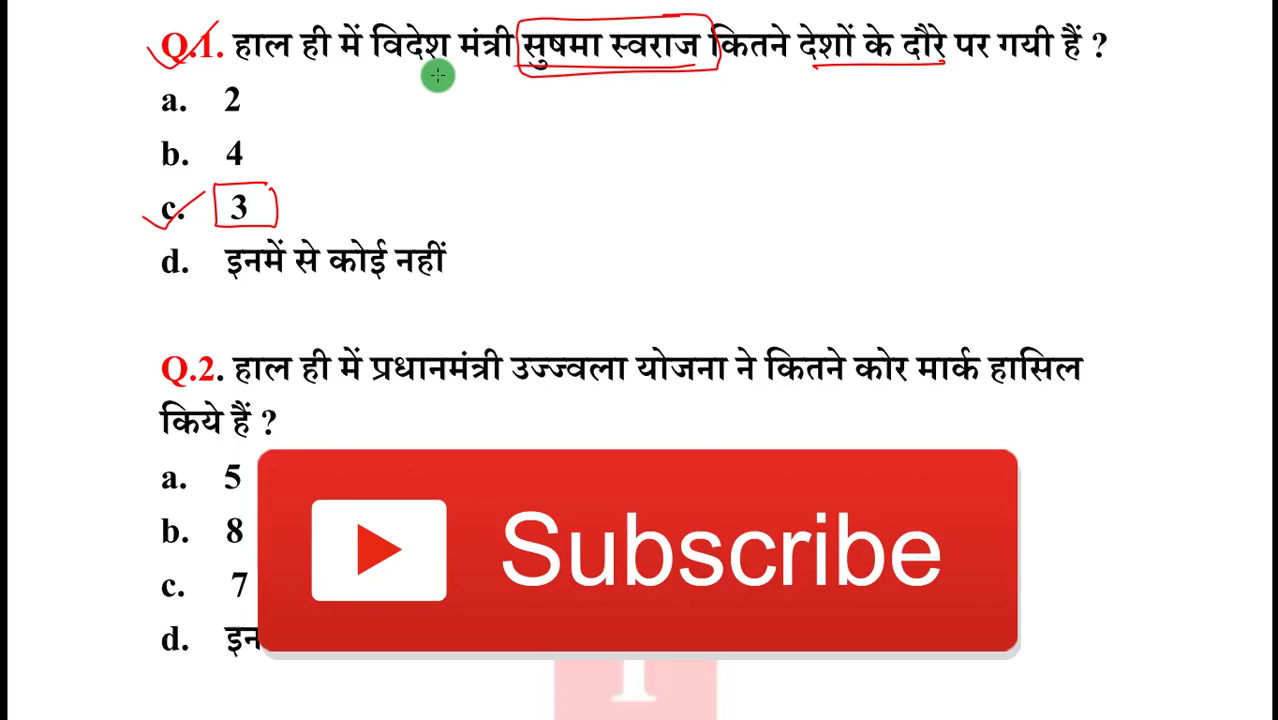 Q.1. हाल ही में विदेश मंत्री सुषमा स्वराज कितने देशों के दौरे पर गयी हैं ?
a. 2
b. 4
c. 3
d. इनमें से कोई नहीं
Q.2. हाल ही में प्रधानमंत्री उज्ज्वला योजना ने कितने कोर मार्क हासिल
किये हैं ?
a. 5
b. 8
c. 7
d.
Subscribe